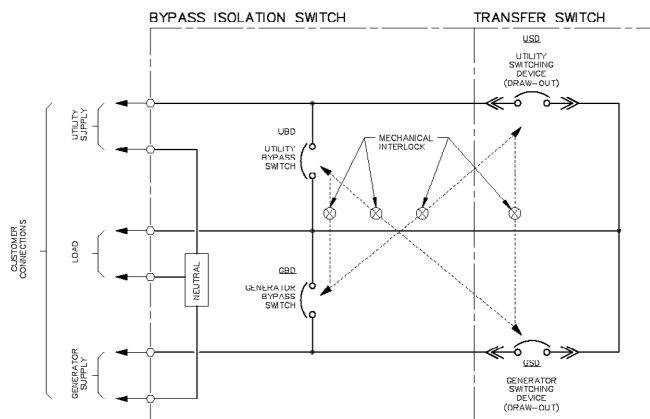 BYPASS ISOLATION SWITCH
TRANSFER SWITCH
USD
UTILITY
SWITCHING
DEVICE
(DRAW-OUT)
UBD
UTILITY
BYPASS
SWITCH
MECHANICAL
INTERLOCK
CUSTOMER
CONNECTIONS
UTILITY
SUPPLY
LOAD
NEUTRAL
GBD
GENERATOR
BYPASS
SWITCH
GENERATOR
SUPPLY
GSD
GENERATOR
SWITCHING
DEVICE
(DRAW-OUT)